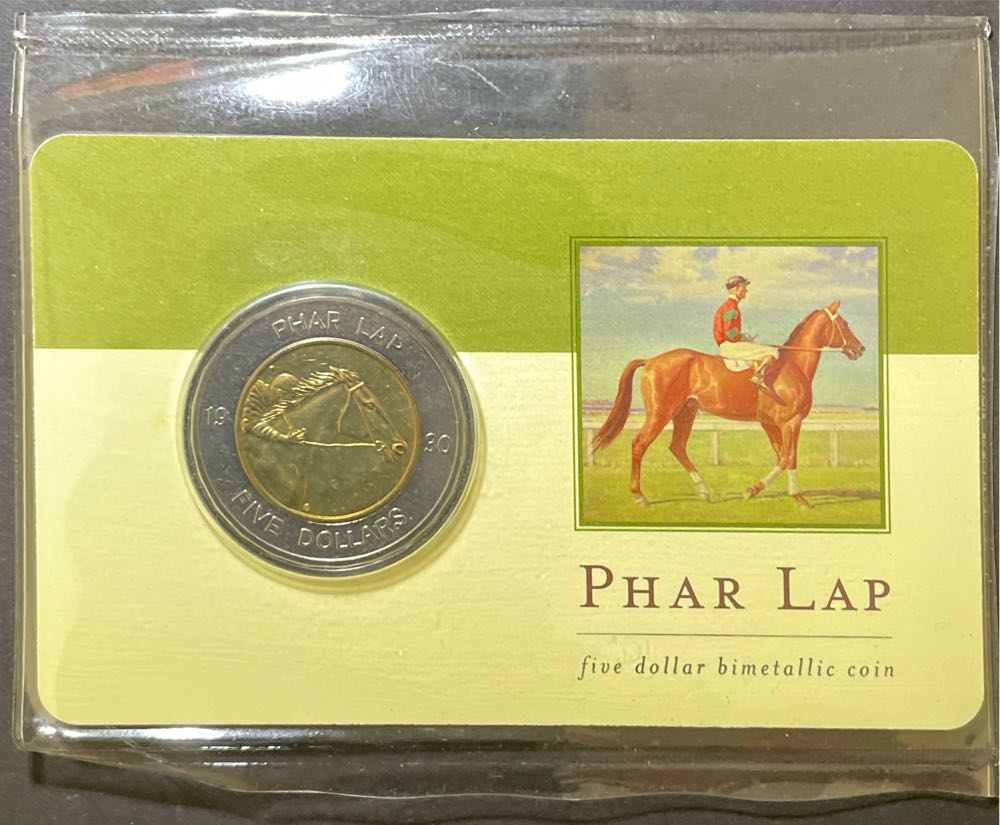 PHAR LAP
19 30
FIVE DOLLARS
PHAR LAP
five dollar bimetallic coin